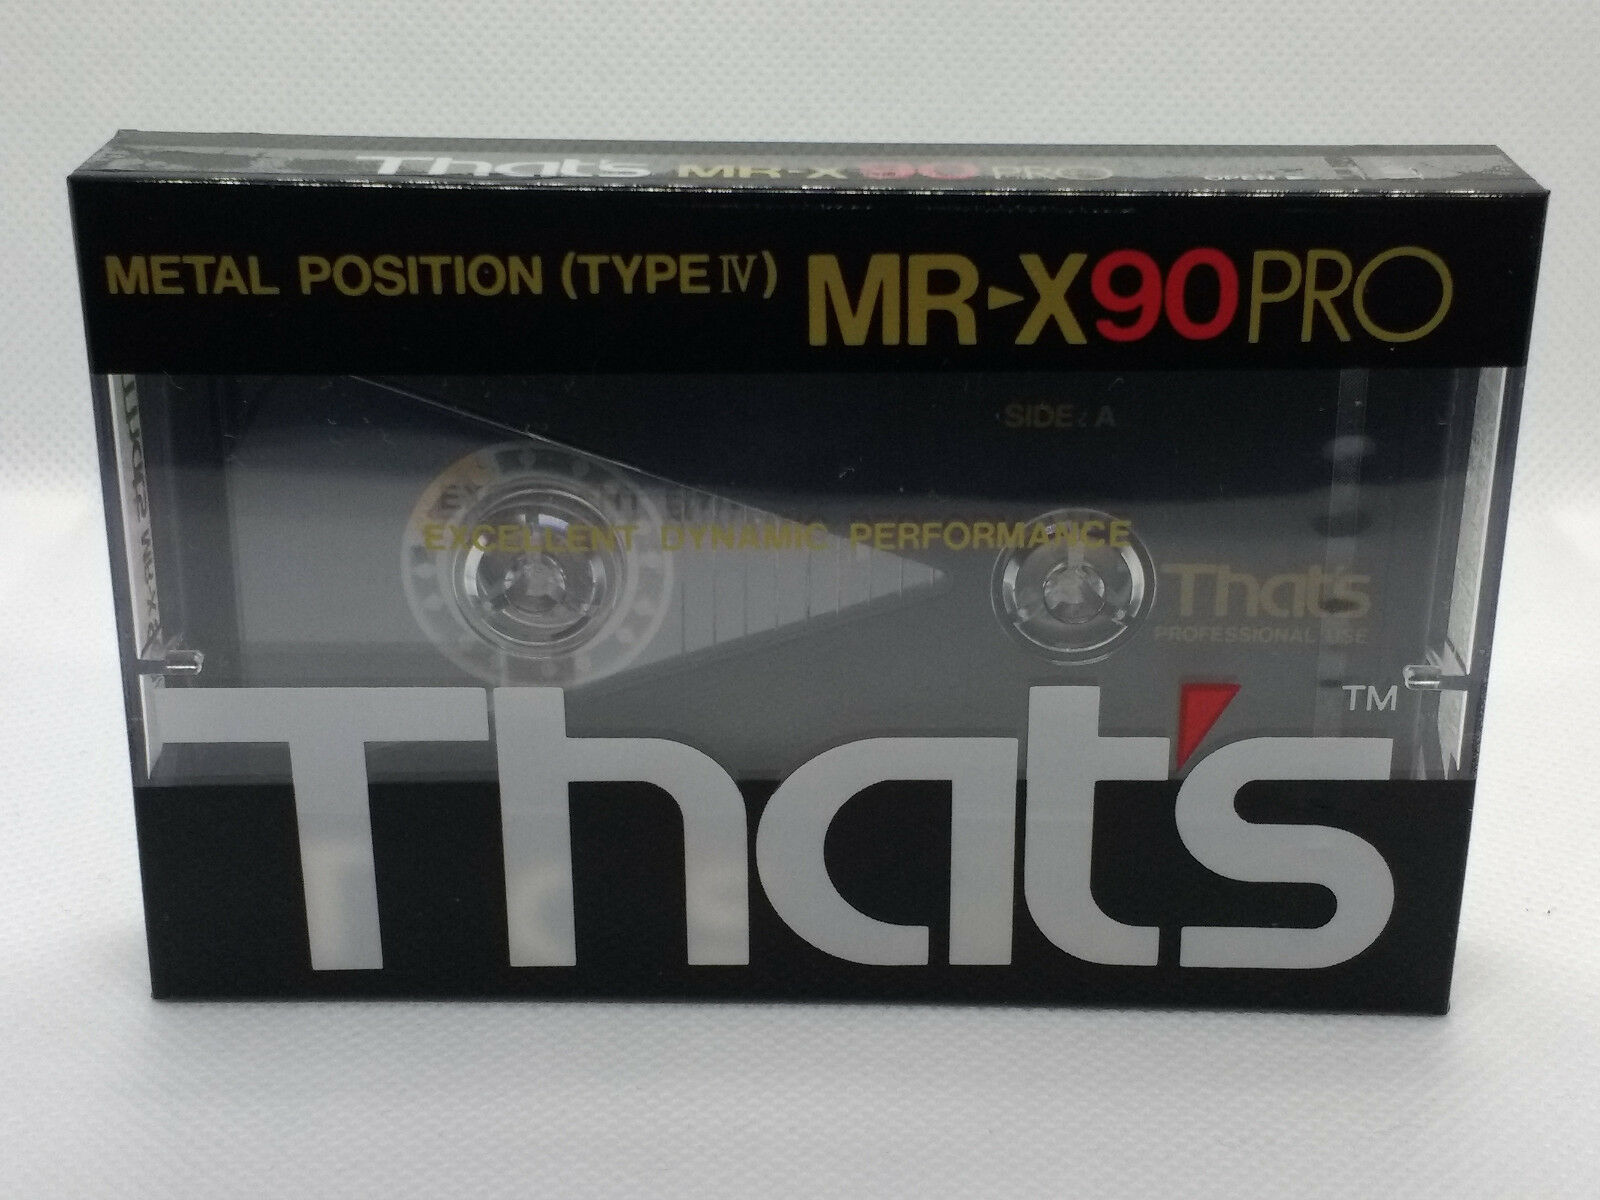 That's MR-X 90 PRO
METAL POSITION (TYPE IV) MR-X90PRO
SIDE: A
EXCELLENT DYNAMIC PERFORMANCE
That's
PROFESSIONAL USE
TM
That's